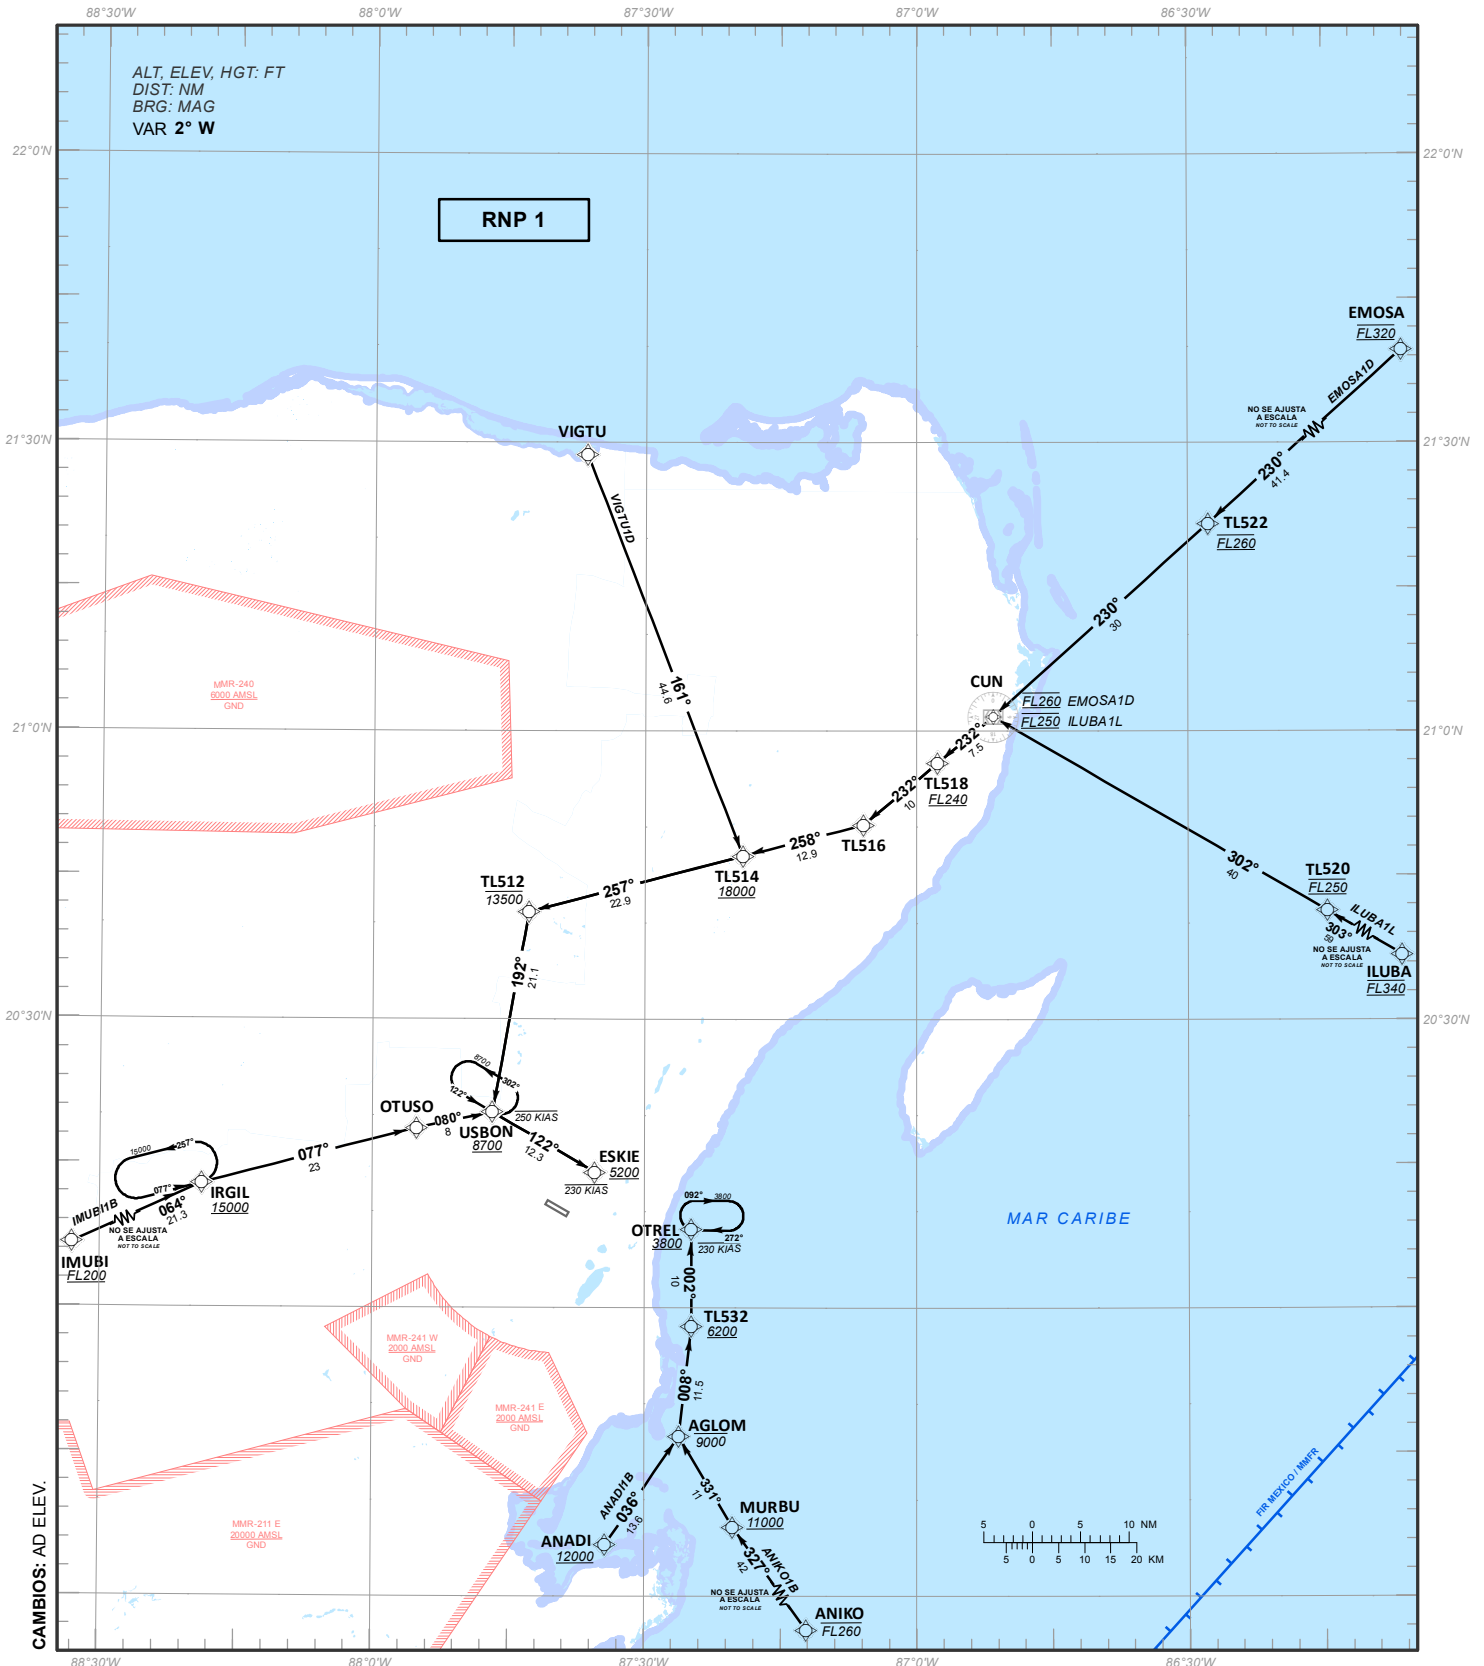 88°30'W
88°0'W
87°30'W
87°0'W
86°30'W
ALT, ELEV, HGT: FT
DIST: NM
BRG: MAG
VAR 2° W
22°0'N
22°0'N
RNP 1
EMOSA
FL320
EMOSA1D
NO SE AJUSTA
A ESCALA
NOT TO SCALE
21°30'N
21°30'N
VIGTU
VIGTU1D
230°
41.4
TL522
FL260
230°
30
MMR-240
6000 AMSL
GND
161°
44.6
CUN
FL260 EMOSA1D
FL250 ILUBA1L
21°0'N
21°0'N
232°
7.5
TL518
FL240
232°
10
TL516
258°
12.9
TL514
18000
302°
40
TL520
FL250
ILUBA1L
303°
59
NO SE AJUSTA
A ESCALA
NOT TO SCALE
ILUBA
FL340
TL512
13500
257°
22.9
192°
21.1
20°30'N
20°30'N
8700
302°
122°
250 KIAS
OTUSO
080°
8
USBON
8700
122°
12.3
ESKIE
5200
230 KIAS
15000
257°
077°
077°
23
IRGIL
15000
IMUBI1B
064°
21.3
NO SE AJUSTA
A ESCALA
NOT TO SCALE
IMUBI
FL200
092°
3800
OTREL
3800
272°
230 KIAS
MAR CARIBE
002°
10
TL532
6200
MMR-241 W
2000 AMSL
GND
008°
11.5
MMR-241 E
2000 AMSL
GND
AGLOM
9000
ANADI1B
036°
13.6
ANADI
12000
331°
11
MURBU
11000
ANIKO1B
327°
42
NO SE AJUSTA
A ESCALA
NOT TO SCALE
ANIKO
FL260
MMR-211 E
20000 AMSL
GND
FIR MEXICO / MMFR
5 0 5 10 NM
5 0 5 10 15 20 KM
CAMBIOS: AD ELEV.
88°30'W
88°0'W
87°30'W
87°0'W
86°30'W